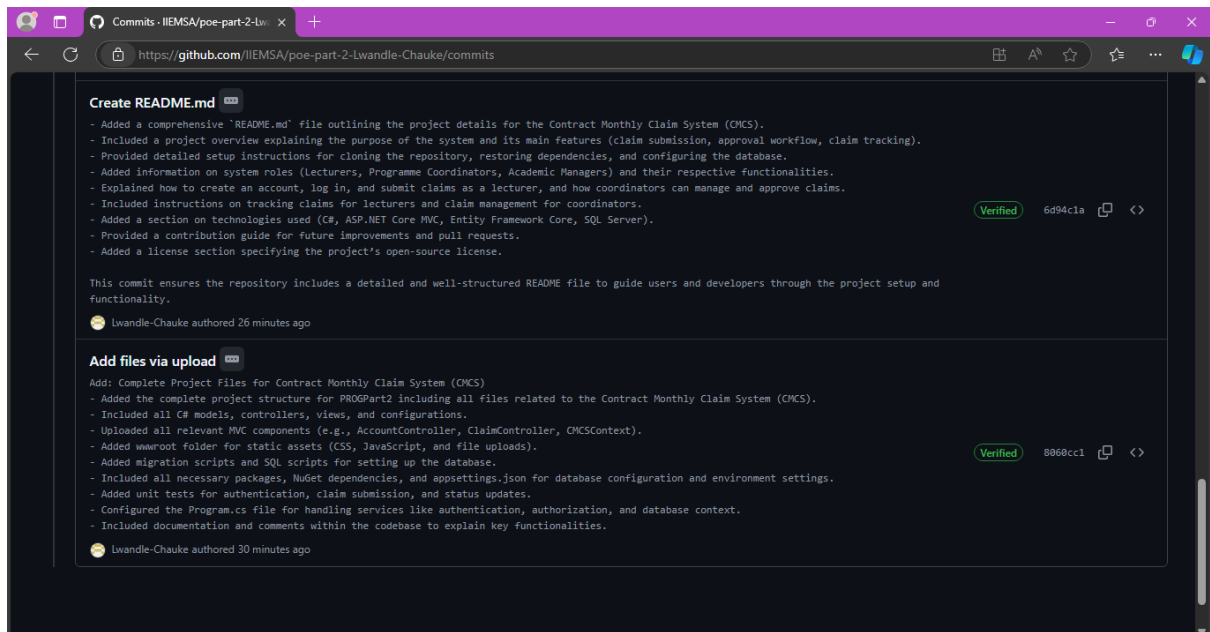 Commits · IIEMSA/poe-part-2-Lw
https://github.com/IIEMSA/poe-part-2-Lwandle-Chauke/commits
Create README.md
- Added a comprehensive `README.md` file outlining the project details for the Contract Monthly Claim System (CMCS).
- Included a project overview explaining the purpose of the system and its main features (claim submission, approval workflow, claim tracking).
- Provided detailed setup instructions for cloning the repository, restoring dependencies, and configuring the database.
- Added information on system roles (Lecturers, Programme Coordinators, Academic Managers) and their respective functionalities.
- Explained how to create an account, log in, and submit claims as a lecturer, and how coordinators can manage and approve claims.
- Included instructions on tracking claims for lecturers and claim management for coordinators.
- Added a section on technologies used (C#, ASP.NET Core MVC, Entity Framework Core, SQL Server).
- Provided a contribution guide for future improvements and pull requests.
- Added a license section specifying the project's open-source license.
This commit ensures the repository includes a detailed and well-structured README file to guide users and developers through the project setup and
functionality.
Lwandle-Chauke authored 26 minutes ago
Verified 6d94c1a
Add files via upload
Add: Complete Project Files for Contract Monthly Claim System (CMCS)
- Added the complete project structure for PROGPart2 including all files related to the Contract Monthly Claim System (CMCS).
- Included all C# models, controllers, views, and configurations.
- Uploaded all relevant MVC components (e.g., AccountController, ClaimController, CMCSContext).
- Added wwwroot folder for static assets (CSS, JavaScript, and file uploads).
- Added migration scripts and SQL scripts for setting up the database.
- Included all necessary packages, NuGet dependencies, and appsettings.json for database configuration and environment settings.
- Added unit tests for authentication, claim submission, and status updates.
- Configured the Program.cs file for handling services like authentication, authorization, and database context.
- Included documentation and comments within the codebase to explain key functionalities.
Lwandle-Chauke authored 30 minutes ago
Verified 8060cc1